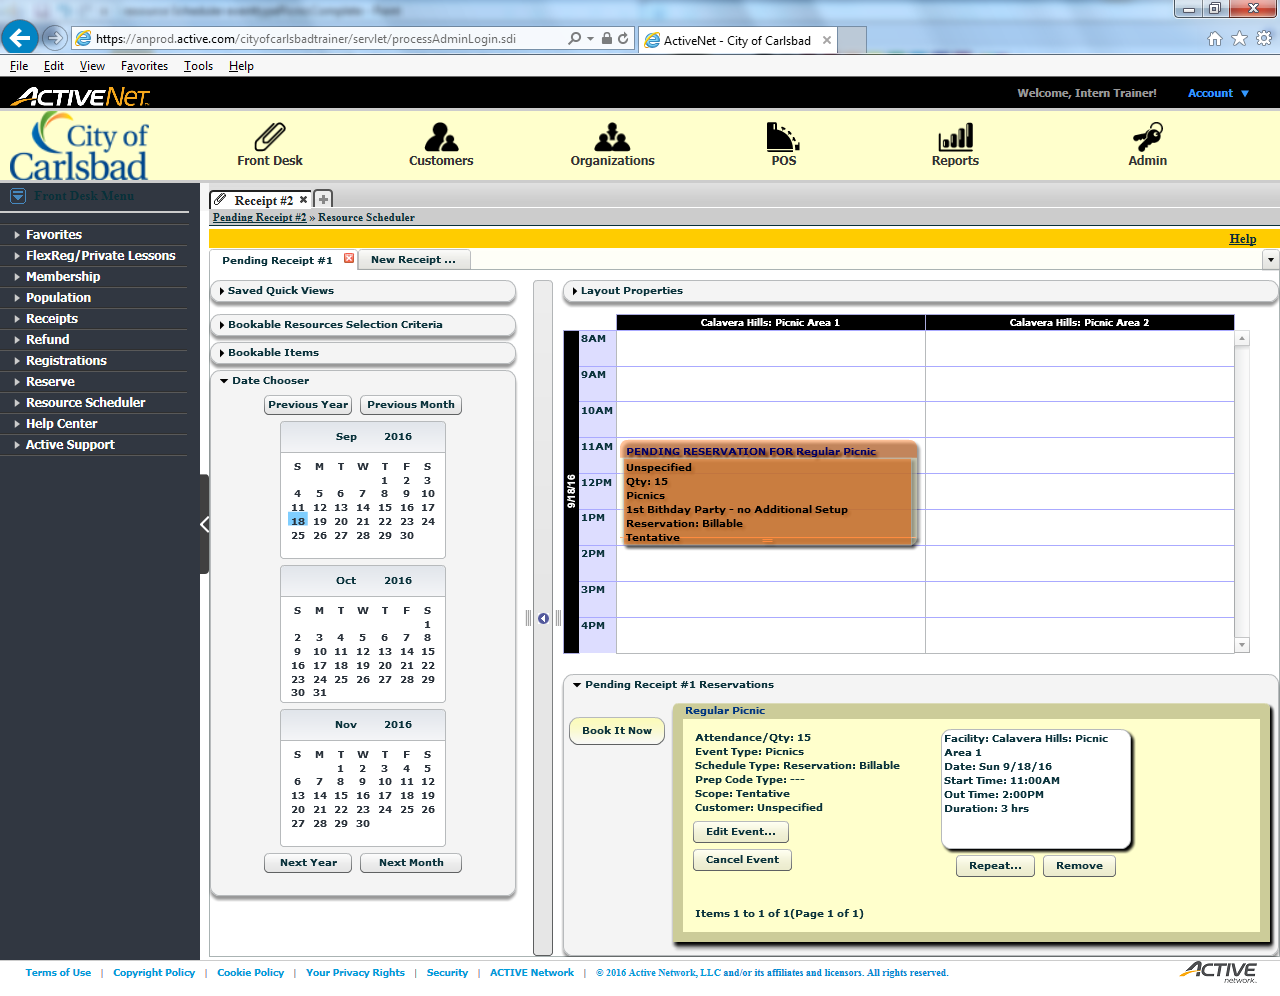 https://anprod.active.com/cityofcarlsbadtrainer/servlet/processAdminLogin.sdi
ActiveNet - City of Carlsbad
File Edit View Favorites Tools Help
ACTIVENET
Welcome, Intern Trainer! Account
City of Carlsbad
Front Desk
Customers
Organizations
POS
Reports
Admin
Front Desk Menu
Favorites
FlexReg/Private Lessons
Membership
Population
Receipts
Refund
Registrations
Reserve
Resource Scheduler
Help Center
Active Support
Receipt #2
Pending Receipt #2 » Resource Scheduler
Help
Pending Receipt #1
New Receipt ...
Saved Quick Views
Bookable Resources Selection Criteria
Bookable Items
Date Chooser
Previous Year Previous Month
Sep 2016
S M T W T F S
1 2 3
4 5 6 7 8 9 10
11 12 13 14 15 16 17
18 19 20 21 22 23 24
25 26 27 28 29 30
Oct 2016
S M T W T F S
1
2 3 4 5 6 7 8
9 10 11 12 13 14 15
16 17 18 19 20 21 22
23 24 25 26 27 28 29
30 31
Nov 2016
S M T W T F S
1 2 3 4 5
6 7 8 9 10 11 12
13 14 15 16 17 18 19
20 21 22 23 24 25 26
27 28 29 30
Next Year Next Month
Layout Properties
Calavera Hills: Picnic Area 1 Calavera Hills: Picnic Area 2
9/18/16
8AM
9AM
10AM
11AM
12PM
1PM
2PM
3PM
4PM
PENDING RESERVATION FOR Regular Picnic
Unspecified
Qty: 15
Picnics
1st Bithday Party - no Additional Setup
Reservation: Billable
Tentative
Pending Receipt #1 Reservations
Book It Now
Regular Picnic
Attendance/Qty: 15
Event Type: Picnics
Schedule Type: Reservation: Billable
Prep Code Type: ---
Scope: Tentative
Customer: Unspecified
Edit Event...
Cancel Event
Facility: Calavera Hills: Picnic
Area 1
Date: Sun 9/18/16
Start Time: 11:00AM
Out Time: 2:00PM
Duration: 3 hrs
Repeat... Remove
Items 1 to 1 of 1(Page 1 of 1)
Terms of Use | Copyright Policy | Cookie Policy | Your Privacy Rights | Security | ACTIVE Network | © 2016 Active Network, LLC and/or its affiliates and licensors. All rights reserved.
ACTIVE
network